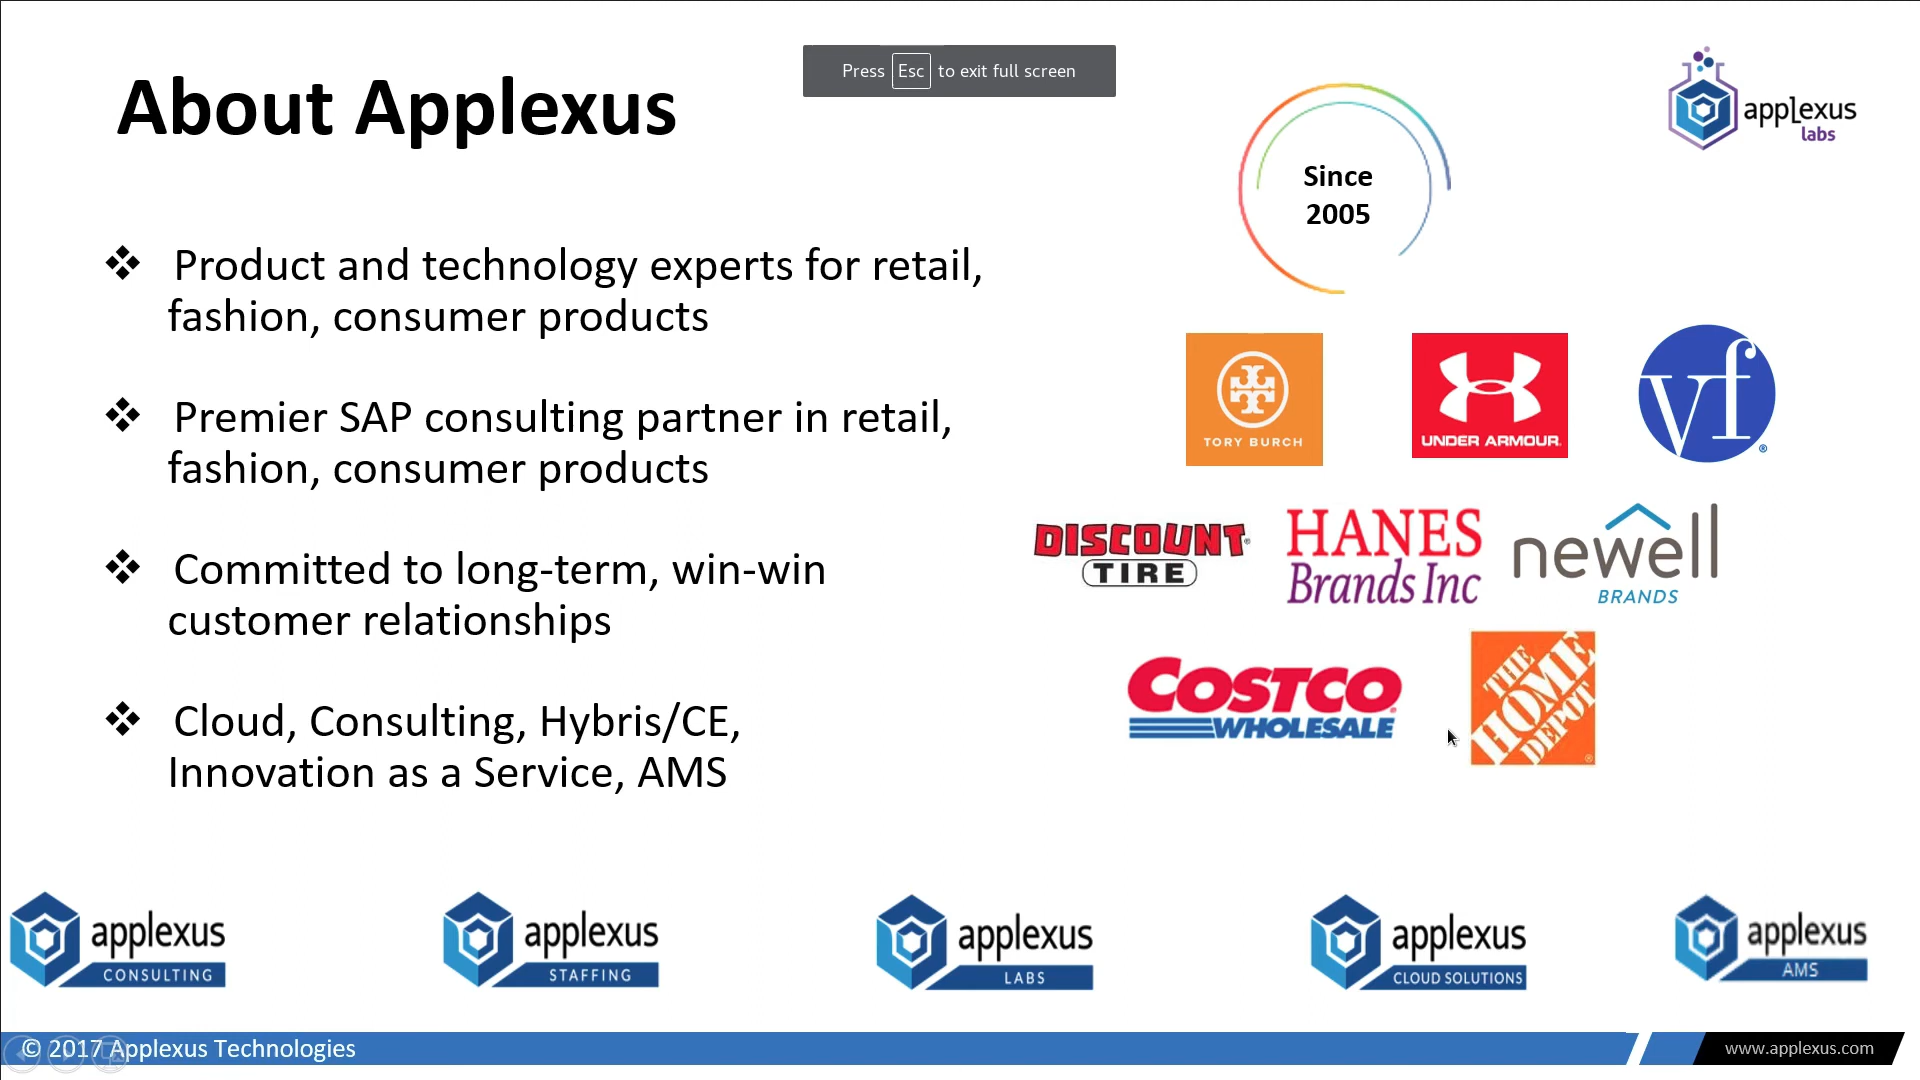 Press Esc to exit full screen
About Applexus
applexus
labs
Since
2005
❖ Product and technology experts for retail,
fashion, consumer products
❖ Premier SAP consulting partner in retail,
fashion, consumer products
❖ Committed to long-term, win-win
customer relationships
❖ Cloud, Consulting, Hybris/CE,
Innovation as a Service, AMS
TORY BURCH
UNDER ARMOUR.
vf®
DISCOUNT®
TIRE
HANES
Brands Inc
newell
BRANDS
COSTCO®
WHOLESALE
THE
HOME
DEPOT®
applexus
CONSULTING
applexus
STAFFING
applexus
LABS
applexus
CLOUD SOLUTIONS
applexus
AMS
© 2017 Applexus Technologies
www.applexus.com